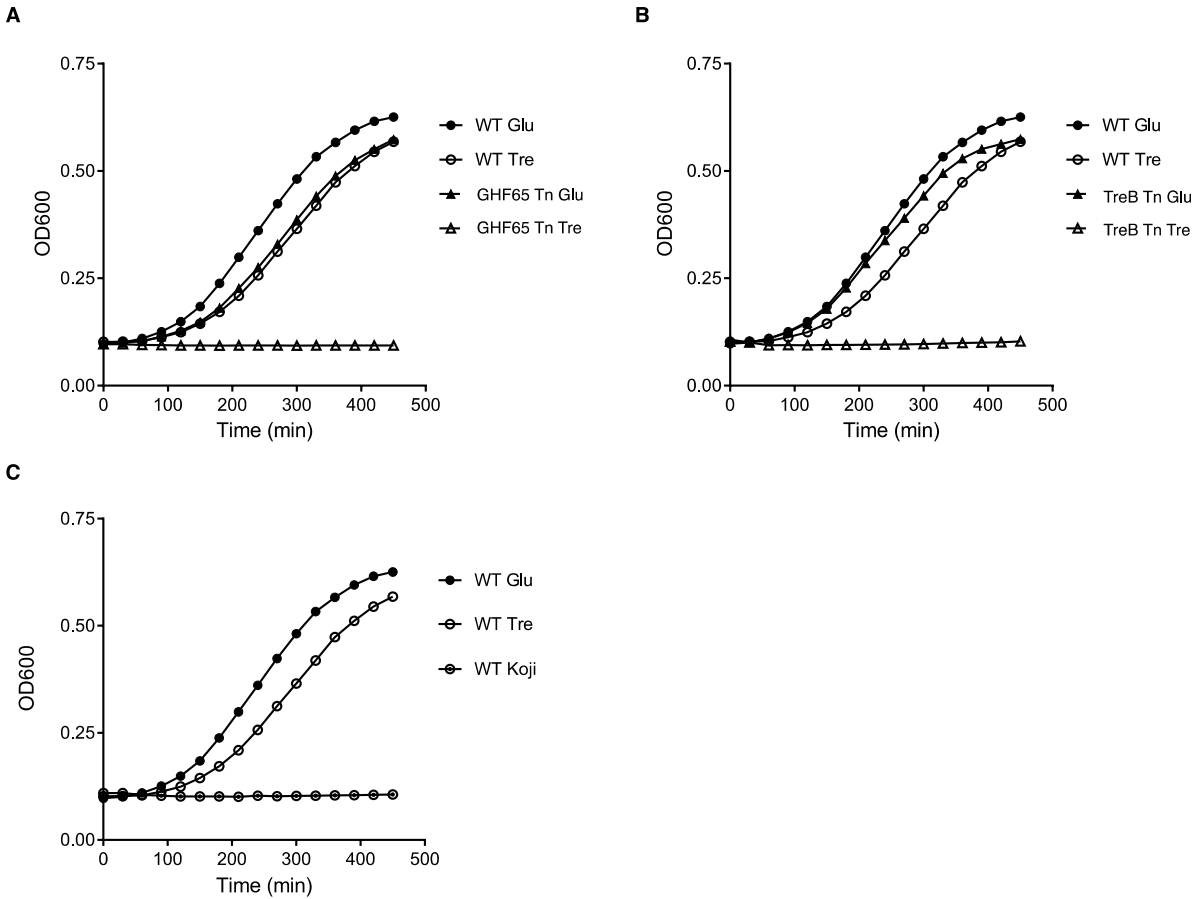 A
OD600
0.75
0.50
0.25
0.00
0 100 200 300 400 500
Time (min)
WT Glu
WT Tre
GHF65 Tn Glu
GHF65 Tn Tre
B
OD600
0.75
0.50
0.25
0.00
0 100 200 300 400 500
Time (min)
WT Glu
WT Tre
TreB Tn Glu
TreB Tn Tre
C
OD600
0.75
0.50
0.25
0.00
0 100 200 300 400 500
Time (min)
WT Glu
WT Tre
WT Koji